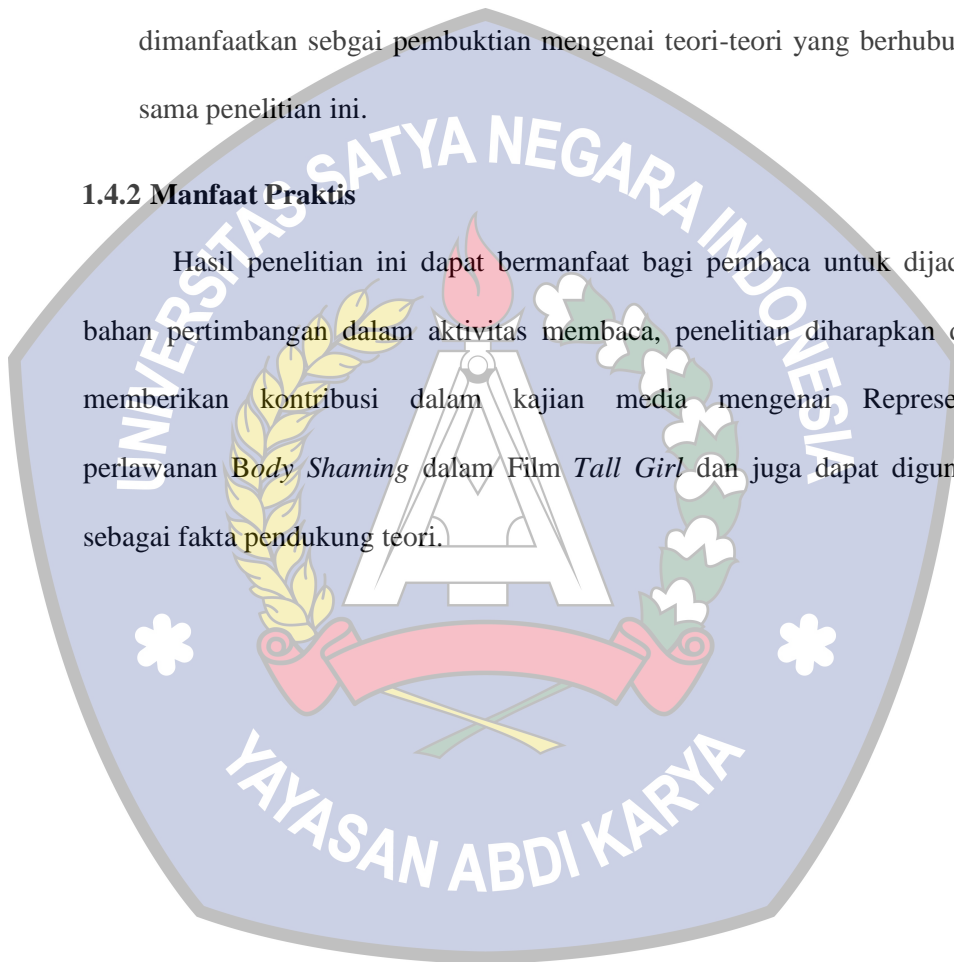 dimanfaatkan sebgai pembuktian mengenai teori-teori yang berhubu
sama penelitian ini.
UNIVERSITAS SATYA NEGARA INDONESIA
1.4.2 Manfaat Praktis
Hasil penelitian ini dapat bermanfaat bagi pembaca untuk dijad
bahan pertimbangan dalam aktivitas membaca, penelitian diharapkan d
memberikan kontribusi dalam kajian media mengenai Represe
perlawanan Body Shaming dalam Film Tall Girl dan juga dapat digun
sebagai fakta pendukung teori.
YAYASAN ABDI KARYA